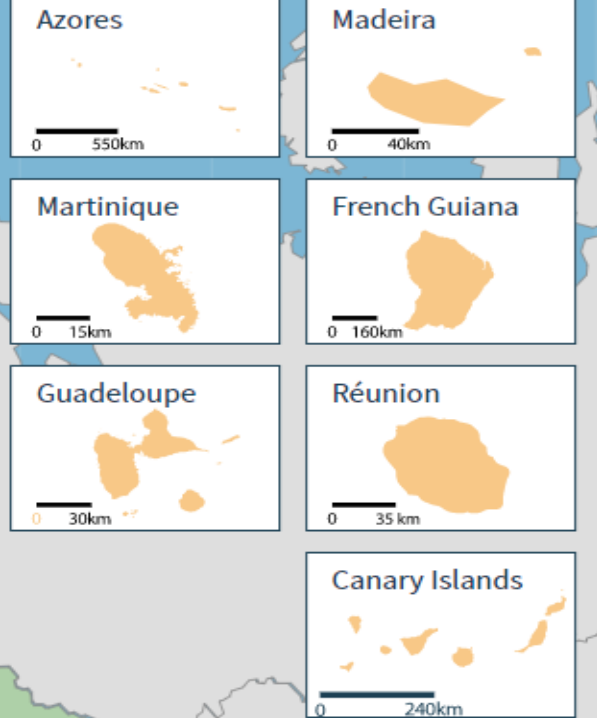 Azores
0 550km
Madeira
0 40km
Martinique
0 15km
French Guiana
0 160km
Guadeloupe
0 30km
Réunion
0 35 km
Canary Islands
0 240km